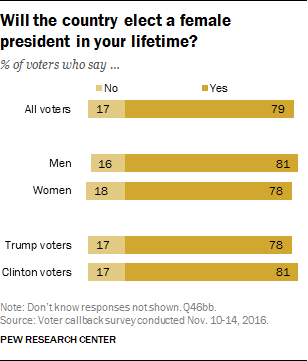 Will the country elect a female
president in your lifetime?
% of voters who say ...
No Yes
All voters 17 79
Men 16 81
Women 18 78
Trump voters 17 78
Clinton voters 17 81
Note: Don't know responses not shown. Q46bb.
Source: Voter callback survey conducted Nov. 10-14, 2016.
PEW RESEARCH CENTER